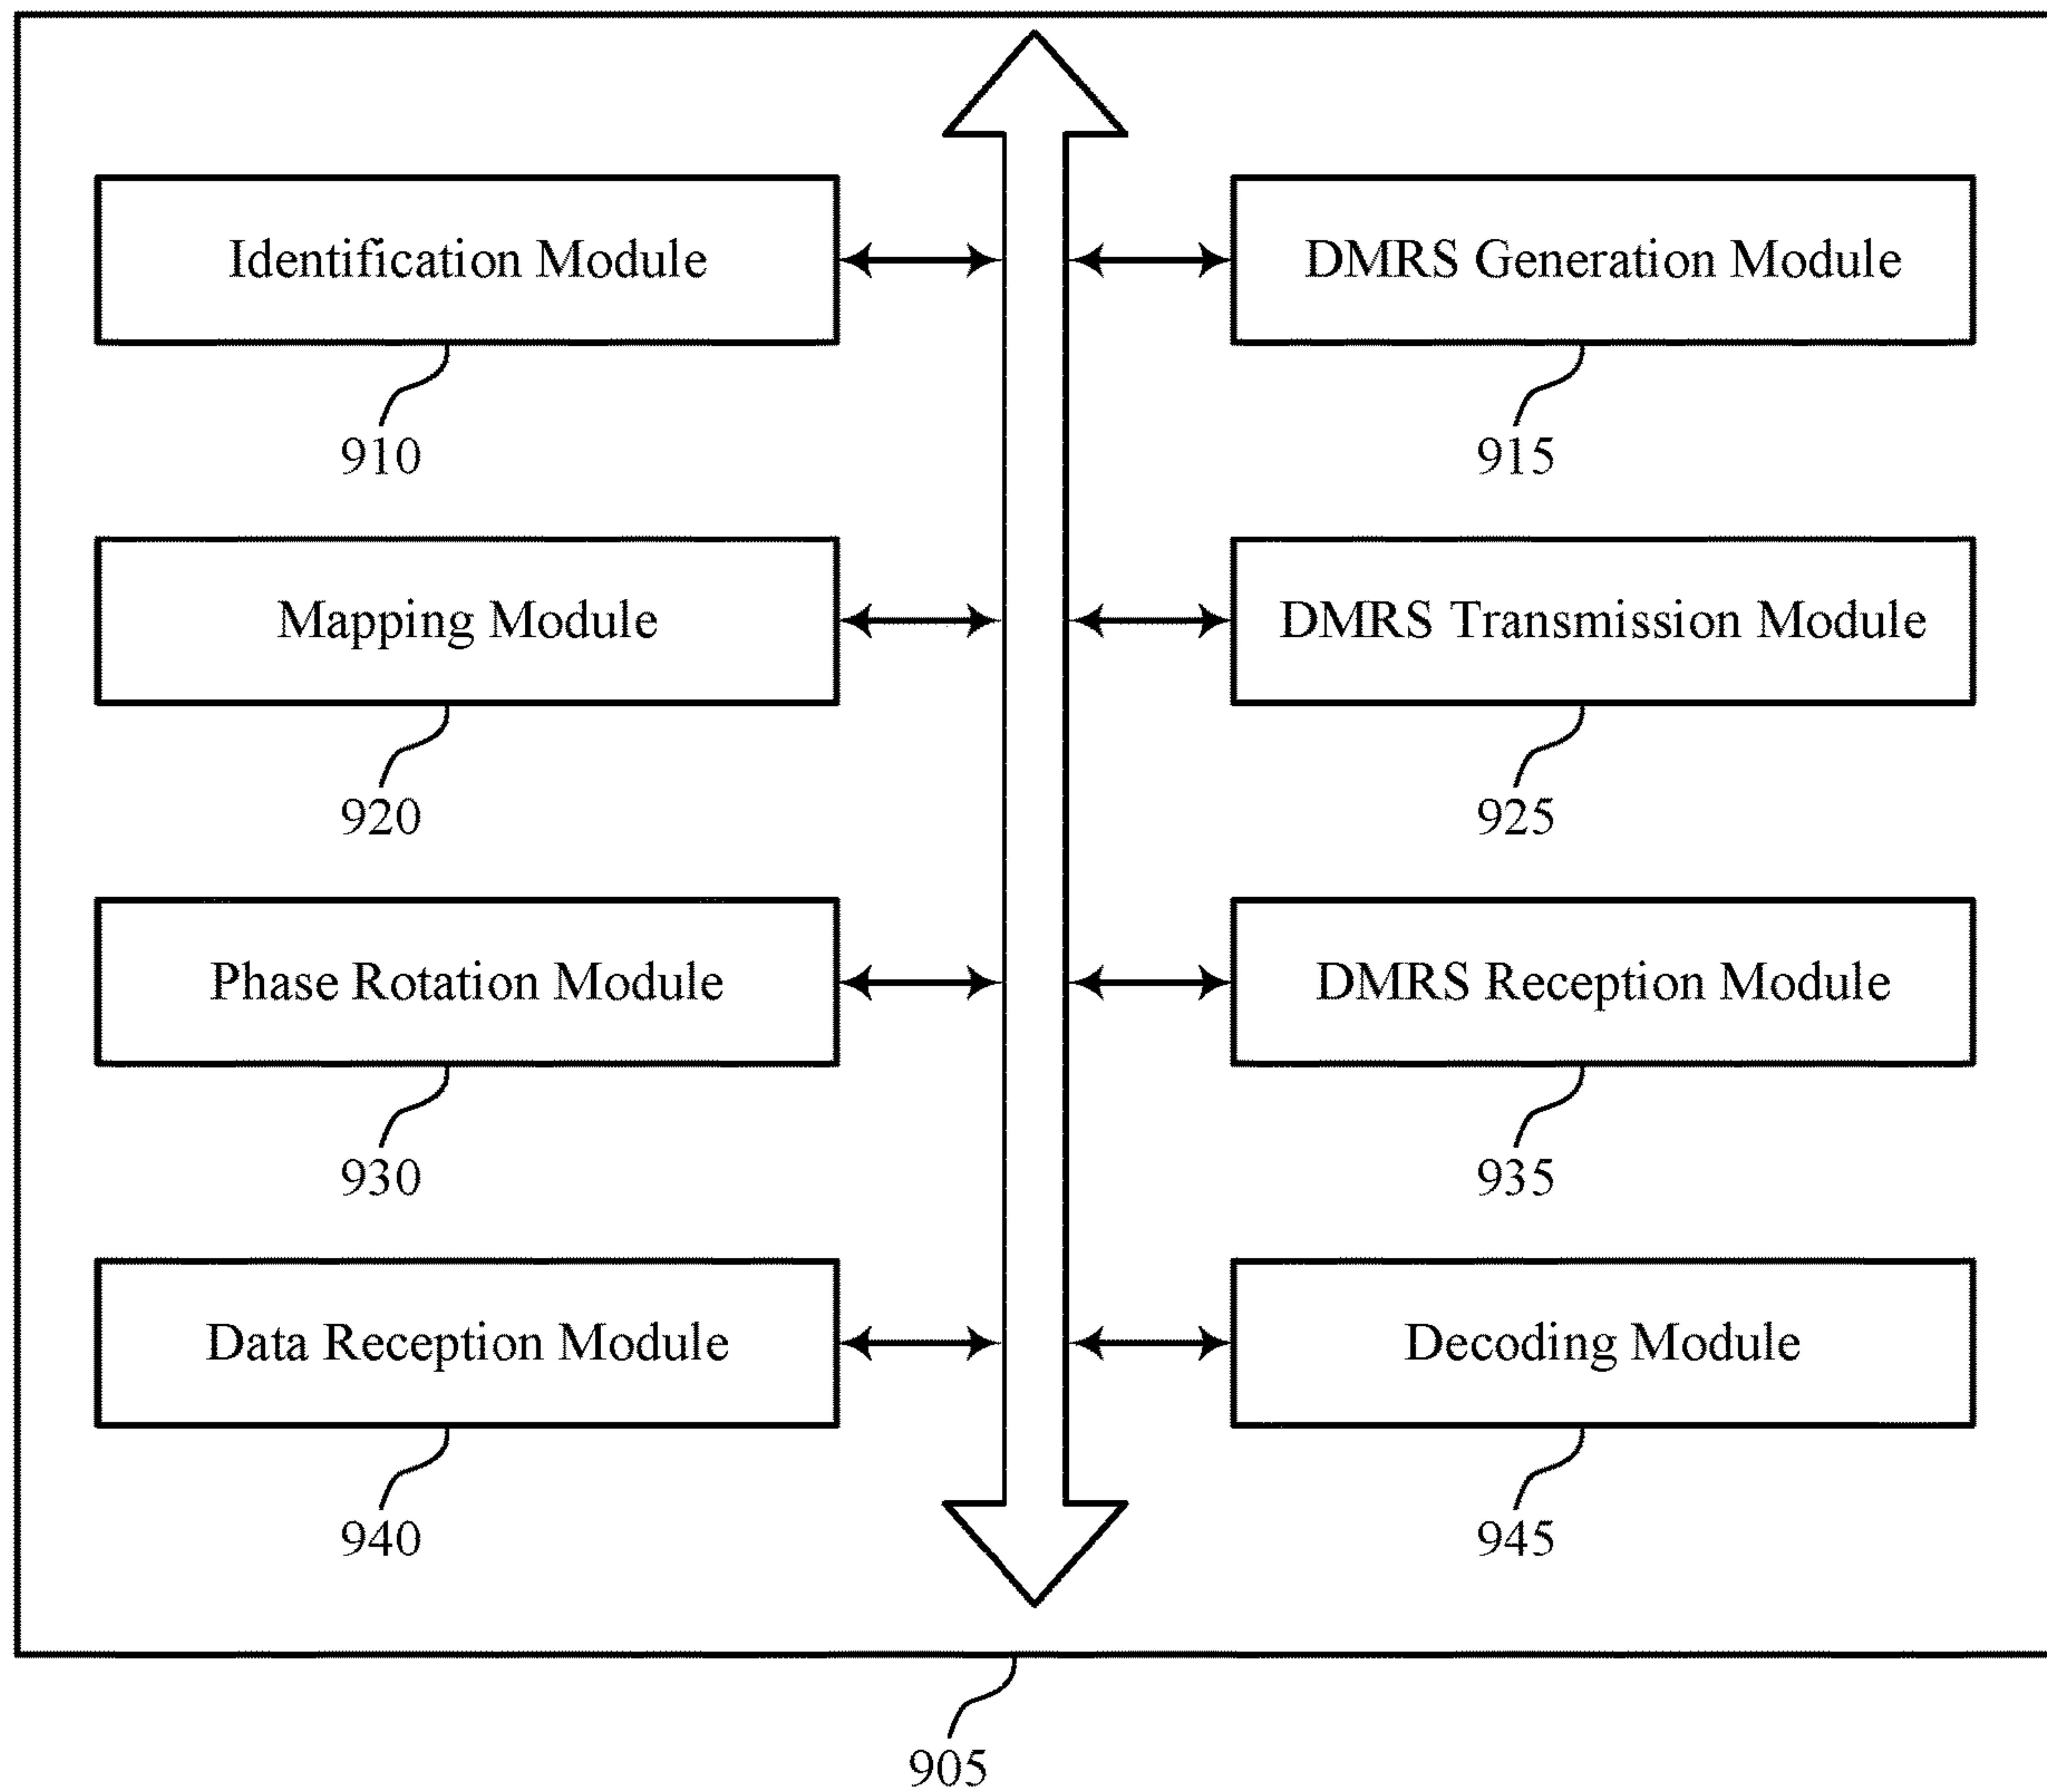 Identification Module
DMRS Generation Module
910
915
Mapping Module
DMRS Transmission Module
920
925
Phase Rotation Module
DMRS Reception Module
930
935
Data Reception Module
Decoding Module
940
945
905